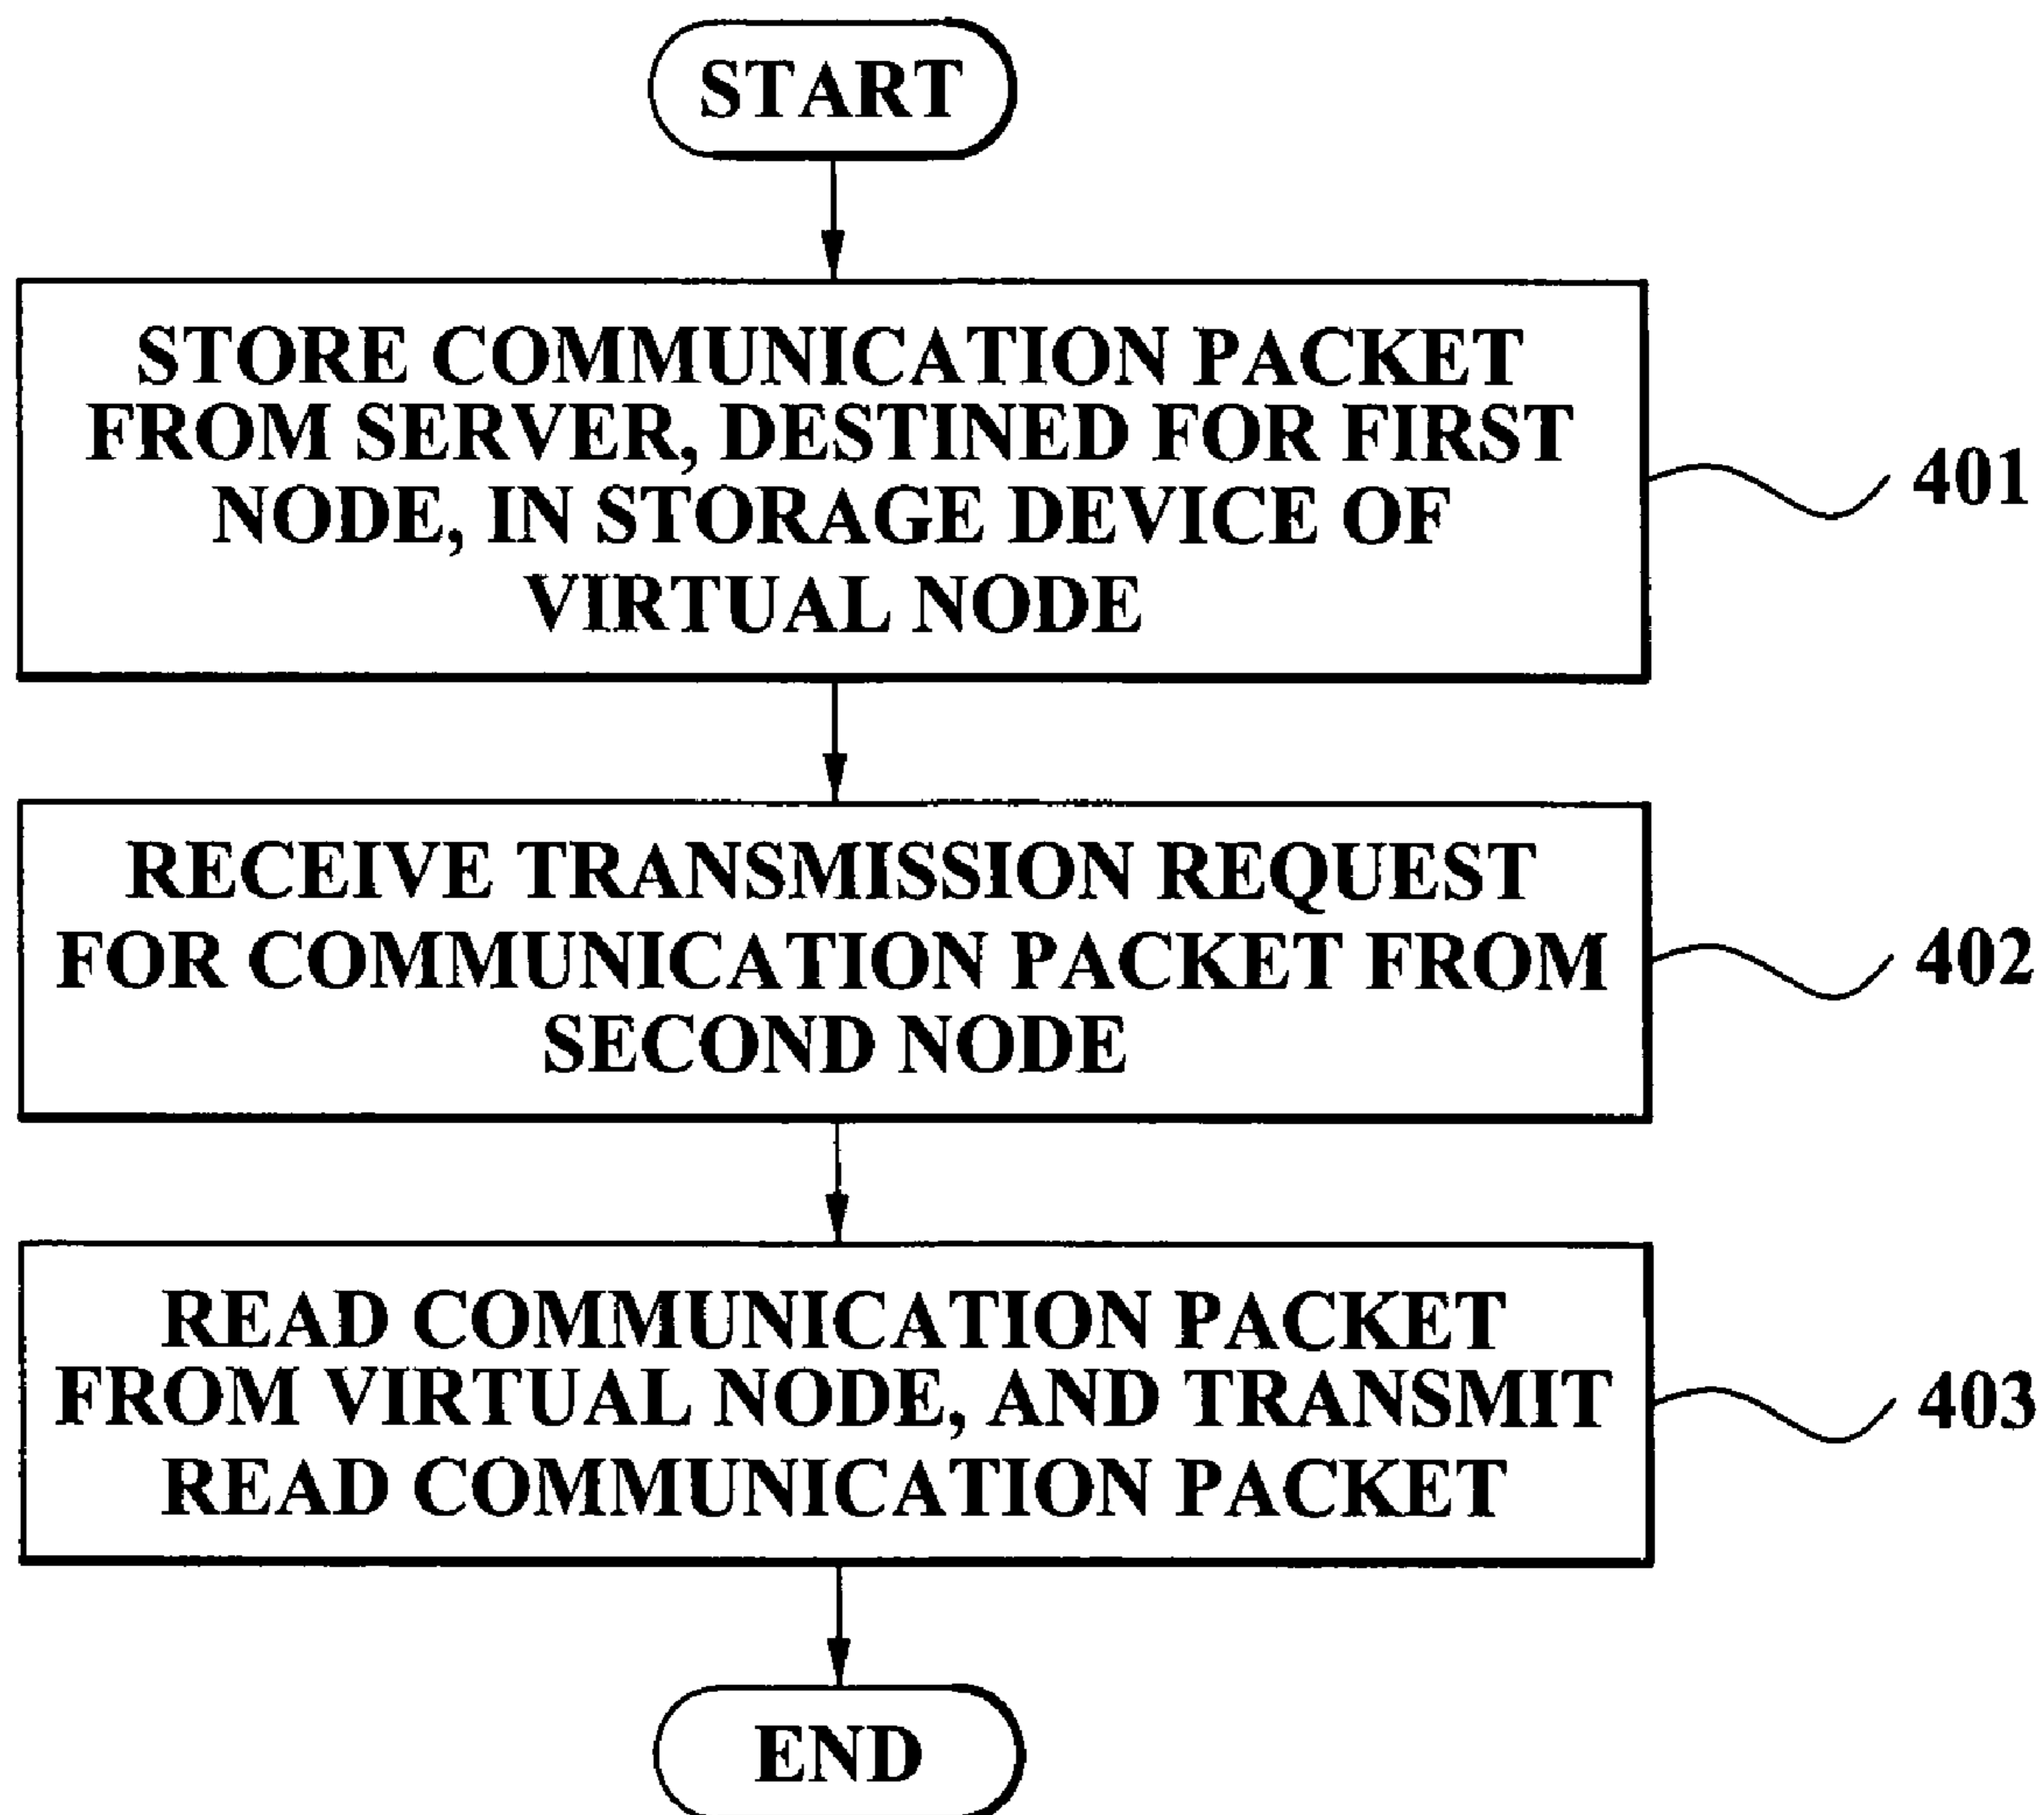 START
STORE COMMUNICATION PACKET
FROM SERVER, DESTINED FOR FIRST
NODE, IN STORAGE DEVICE OF
VIRTUAL NODE
401
RECEIVE TRANSMISSION REQUEST
FOR COMMUNICATION PACKET FROM
SECOND NODE
402
READ COMMUNICATION PACKET
FROM VIRTUAL NODE, AND TRANSMIT
READ COMMUNICATION PACKET
403
END